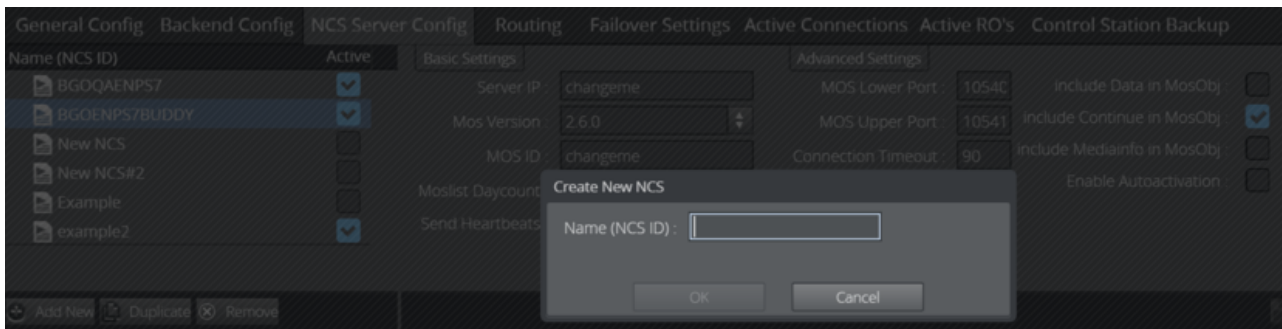 General Config Backend Config NCS Server Config Routing Failover Settings Active Connections Active RO's Control Station Backup
Name (NCS ID) Active Basic Settings Advanced Settings
BGOQAENPS7 Server IP : changeme MOS Lower Port : 10540 include Data in MosObj :
BGOENPS7BUDDY Mos Version : 2.6.0 MOS Upper Port : 10541 include Continue in MosObj :
New NCS MOS ID : changeme Connection Timeout : 90 include Mediainfo in MosObj :
New NCS#2 Moslist Daycount Create New NCS Enable Autoactivation :
Example
example2 Send Heartbeats Name (NCS ID) :
OK Cancel
Add New Duplicate Remove